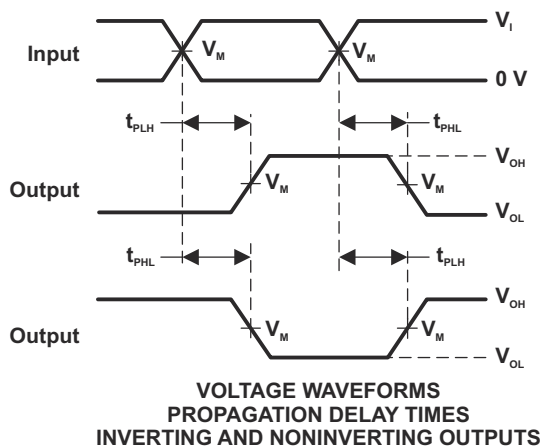 V_I
Input
V_M
V_M
0 V
t_PLH
t_PHL
V_OH
Output
V_M
V_M
V_OL
t_PHL
t_PLH
V_OH
Output
V_M
V_M
V_OL
VOLTAGE WAVEFORMS
PROPAGATION DELAY TIMES
INVERTING AND NONINVERTING OUTPUTS